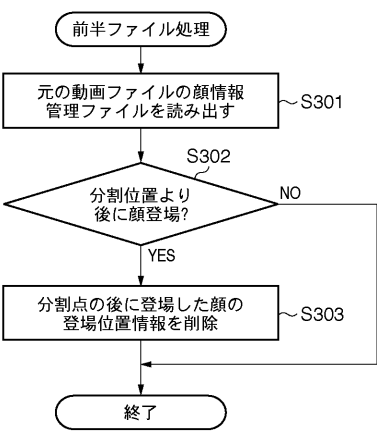 前半ファイル処理
元の動画ファイルの顔情報
管理ファイルを読み出す
S301
S302
分割位置より
後に顔登場?
NO
YES
分割点の後に登場した顔の
登場位置情報を削除
S303
終了